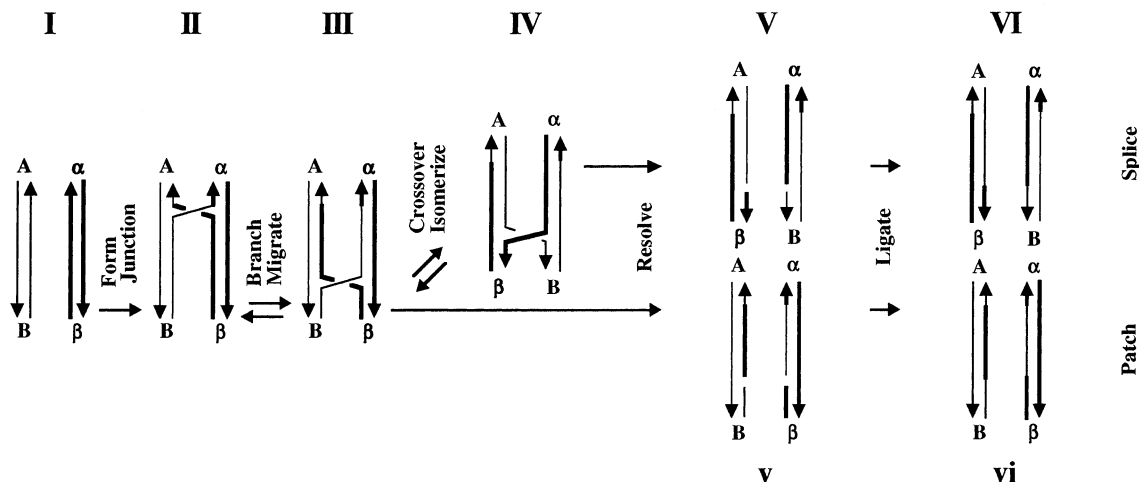 I II III IV V VI
A α
A α
A α
A α
A α
A α
B β
Form
Junction
B β
Branch
Migrate
B β
Crossover
Isomerize
β B
Resolve
β B
Ligate
β B
Splice
A α
A α
B β
B β
Patch
v vi